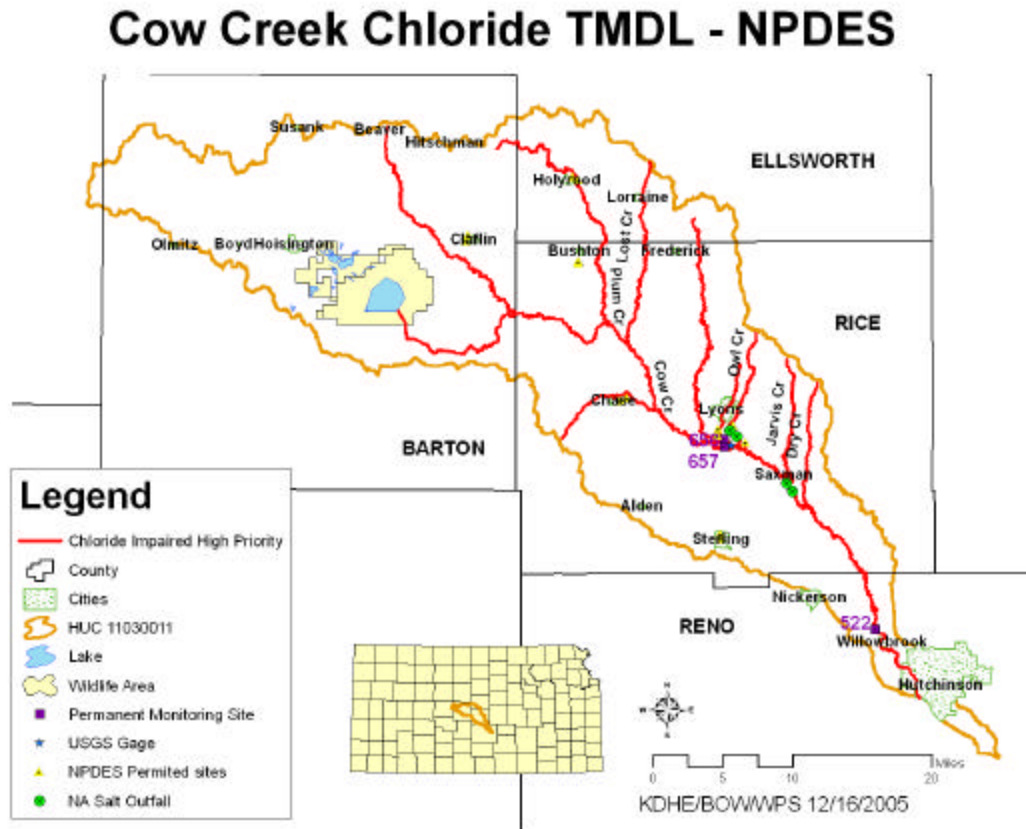 Cow Creek Chloride TMDL - NPDES
Susank
Beaver
Hitschman
ELLSWORTH
Holyrood
Lorraine
Olmitz
Boyd
Hoisington
Claflin
Bushton
Lost Cr
Frederick
Plum Cr
RICE
Owl Cr
Cow Cr
Chase
Lyons
Jarvis Cr
Dry Cr
BARTON
657
Saxman
Alden
Sterling
Nickerson
RENO
522
Willowbrook
Hutchinson
Legend
Chloride Impaired High Priority
County
Cities
HUC 11030011
Lake
Wildlife Area
Permanent Monitoring Site
USGS Gage
NPDES Permited sites
NA Salt Outfall
N
W
E
S
Miles
0 5 10 20
KDHE/BOW/WPS 12/16/2005